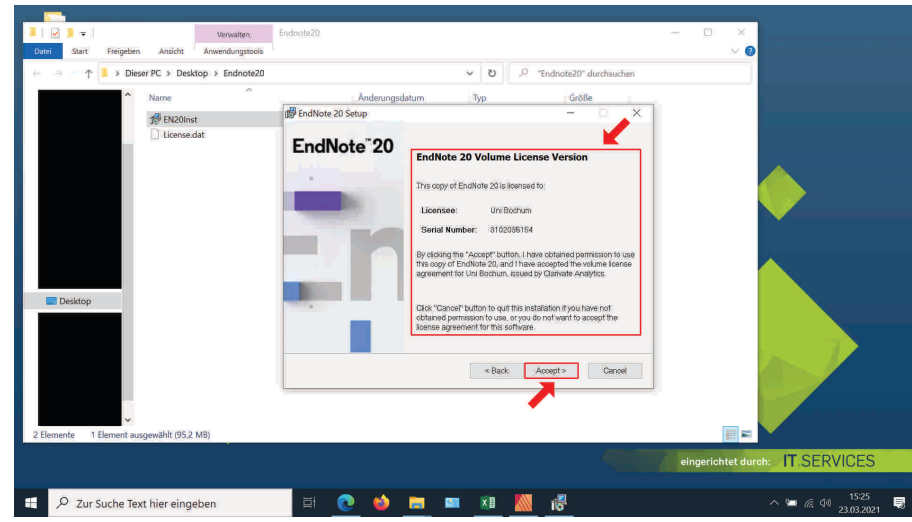 Verwalten
Endnote20
Datei Start Freigeben Ansicht Anwendungstools
Dieser PC > Desktop > Endnote20
"Endnote20" durchsuchen
Name Änderungsdatum Typ Größe
EN20Inst
License.dat
EndNote 20 Setup
EndNote™ 20
EndNote 20 Volume License Version
This copy of EndNote 20 is licensed to:
Licensee: Uni Bochum
Serial Number: 3102085164
By clicking the "Accept" button, I have obtained permission to use
this copy of EndNote 20, and I have accepted the volume license
agreement for Uni Bochum, issued by Clarivate Analytics.
Click "Cancel" button to quit this installation if you have not
obtained permission to use, or you do not want to accept the
license agreement for this software.
< Back Accept > Cancel
Desktop
2 Elemente 1 Element ausgewählt (95,2 MB)
eingerichtet durch: IT.SERVICES
Zur Suche Text hier eingeben
15:25
23.03.2021